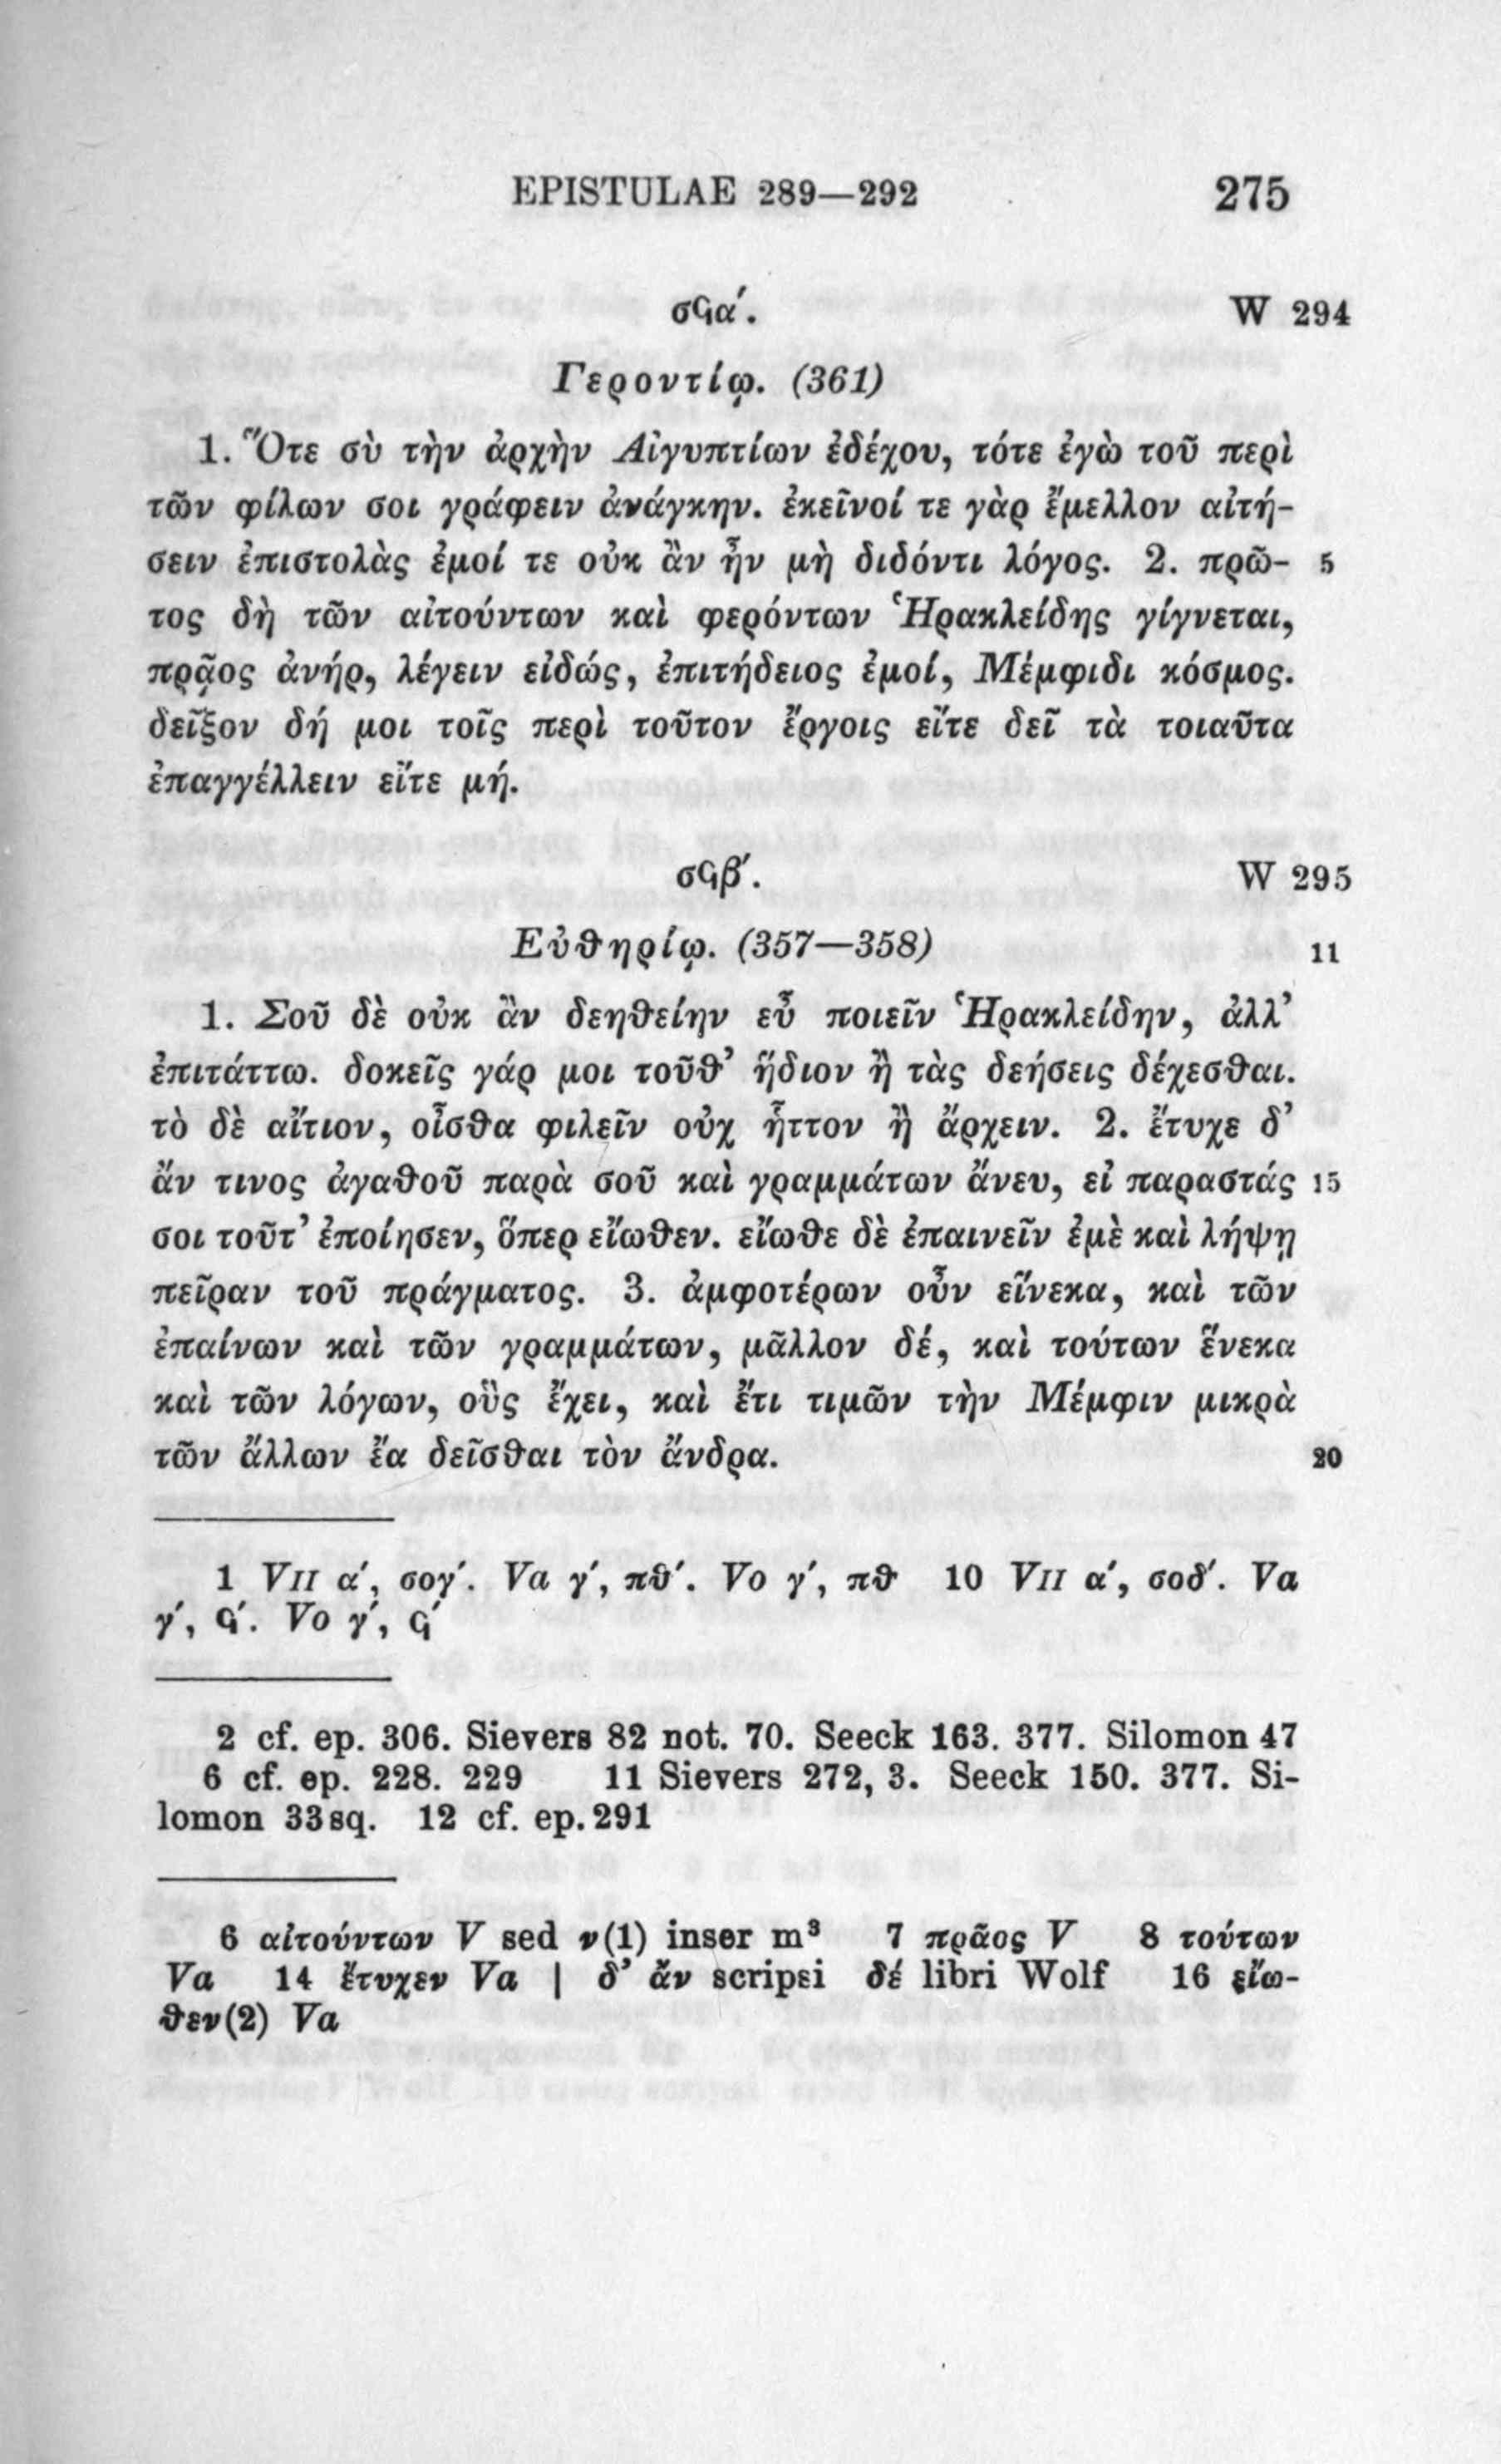 EPISTULAE 289—292 275
σϟα′. W 294
Γεροντίῳ. (361)
1. Ὅτε σὺ τὴν ἀρχὴν Αἰγυπτίων ἐδέχου, τότε ἐγὼ τοῦ περὶ
τῶν φίλων σοι γράφειν ἀνάγκην. ἐκεῖνοί τε γὰρ ἔμελλον αἰτή-
σειν ἐπιστολὰς ἐμοί τε οὐκ ἂν ἦν μὴ διδόντι λόγος. 2. πρῶ- 5
τος δὴ τῶν αἰτούντων καὶ φερόντων Ἡρακλείδης γίγνεται,
πρᾷος ἀνήρ, λέγειν εἰδώς, ἐπιτήδειος ἐμοί, Μέμφιδι κόσμος.
δεῖξον δή μοι τοῖς περὶ τοῦτον ἔργοις εἴτε δεῖ τὰ τοιαῦτα
ἐπαγγέλλειν εἴτε μή.
σϟβ′. W 295
Εὐθηρίῳ. (357—358) 11
1. Σοῦ δὲ οὐκ ἂν δεηθείην εὖ ποιεῖν Ἡρακλείδην, ἀλλ’
ἐπιτάττω. δοκεῖς γάρ μοι τοῦθ’ ἥδιον ἢ τὰς δεήσεις δέχεσθαι.
τὸ δὲ αἴτιον, οἶσθα φιλεῖν οὐχ ἧττον ἢ ἄρχειν. 2. ἔτυχε δ’
ἄν τινος ἀγαθοῦ παρὰ σοῦ καὶ γραμμάτων ἄνευ, εἰ παραστάς 15
σοι τοῦτ’ ἐποίησεν, ὅπερ εἴωθεν. εἴωθε δὲ ἐπαινεῖν ἐμὲ καὶ λήψῃ
πεῖραν τοῦ πράγματος. 3. ἀμφοτέρων οὖν εἵνεκα, καὶ τῶν
ἐπαίνων καὶ τῶν γραμμάτων, μᾶλλον δέ, καὶ τούτων ἕνεκα
καὶ τῶν λόγων, οὓς ἔχει, καὶ ἔτι τιμῶν τὴν Μέμφιν μικρὰ
τῶν ἄλλων ἔα δεῖσθαι τὸν ἄνδρα. 20
1 VII α′, σογ′. Va γ′, πθ′. Vo γ′, πθ 10 VII α′, σοδ′. Va
γ′, ϟ′. Vo γ′, ϟ′
2 cf. ep. 306. Sievers 82 not. 70. Seeck 163. 377. Silomon 47
6 cf. ep. 228. 229 11 Sievers 272, 3. Seeck 150. 377. Si-
lomon 33sq. 12 cf. ep. 291
6 αἰτούντων V sed ν(1) inser m³ 7 πρᾶος V 8 τούτων
Va 14 ἔτυχεν Va | δ’ ἄν scripsi δέ libri Wolf 16 εἴω-
θεν(2) Va